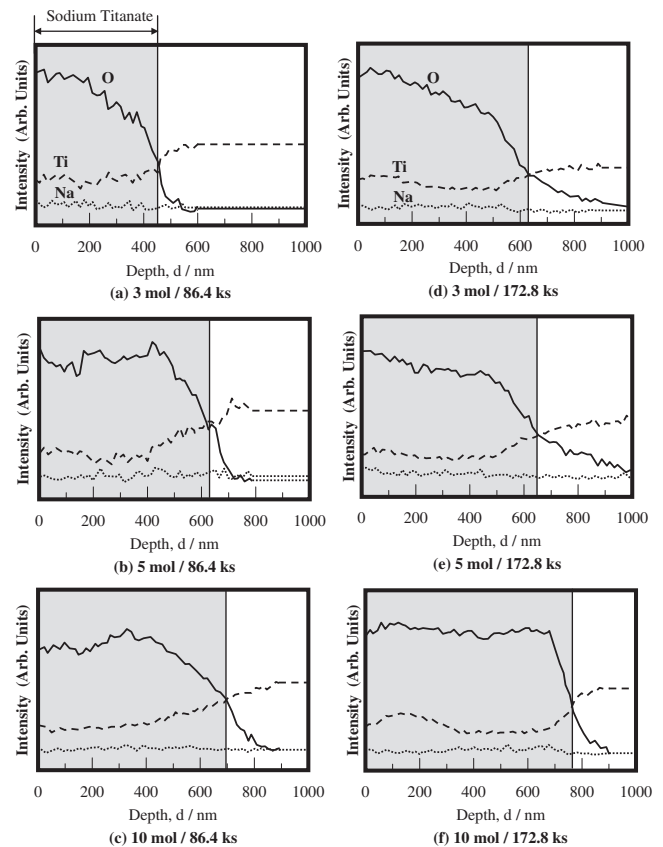 Sodium Titanate
Intensity (Arb. Units)
O
Ti
Na
0 200 400 600 800 1000
Depth, d / nm
(a) 3 mol / 86.4 ks
Intensity (Arb. Units)
O
Ti
Na
0 200 400 600 800 1000
Depth, d / nm
(d) 3 mol / 172.8 ks
Intensity (Arb. Units)
0 200 400 600 800 1000
Depth, d / nm
(b) 5 mol / 86.4 ks
Intensity (Arb. Units)
0 200 400 600 800 1000
Depth, d / nm
(e) 5 mol / 172.8 ks
Intensity (Arb. Units)
0 200 400 600 800 1000
Depth, d / nm
(c) 10 mol / 86.4 ks
Intensity (Arb. Units)
0 200 400 600 800 1000
Depth, d / nm
(f) 10 mol / 172.8 ks